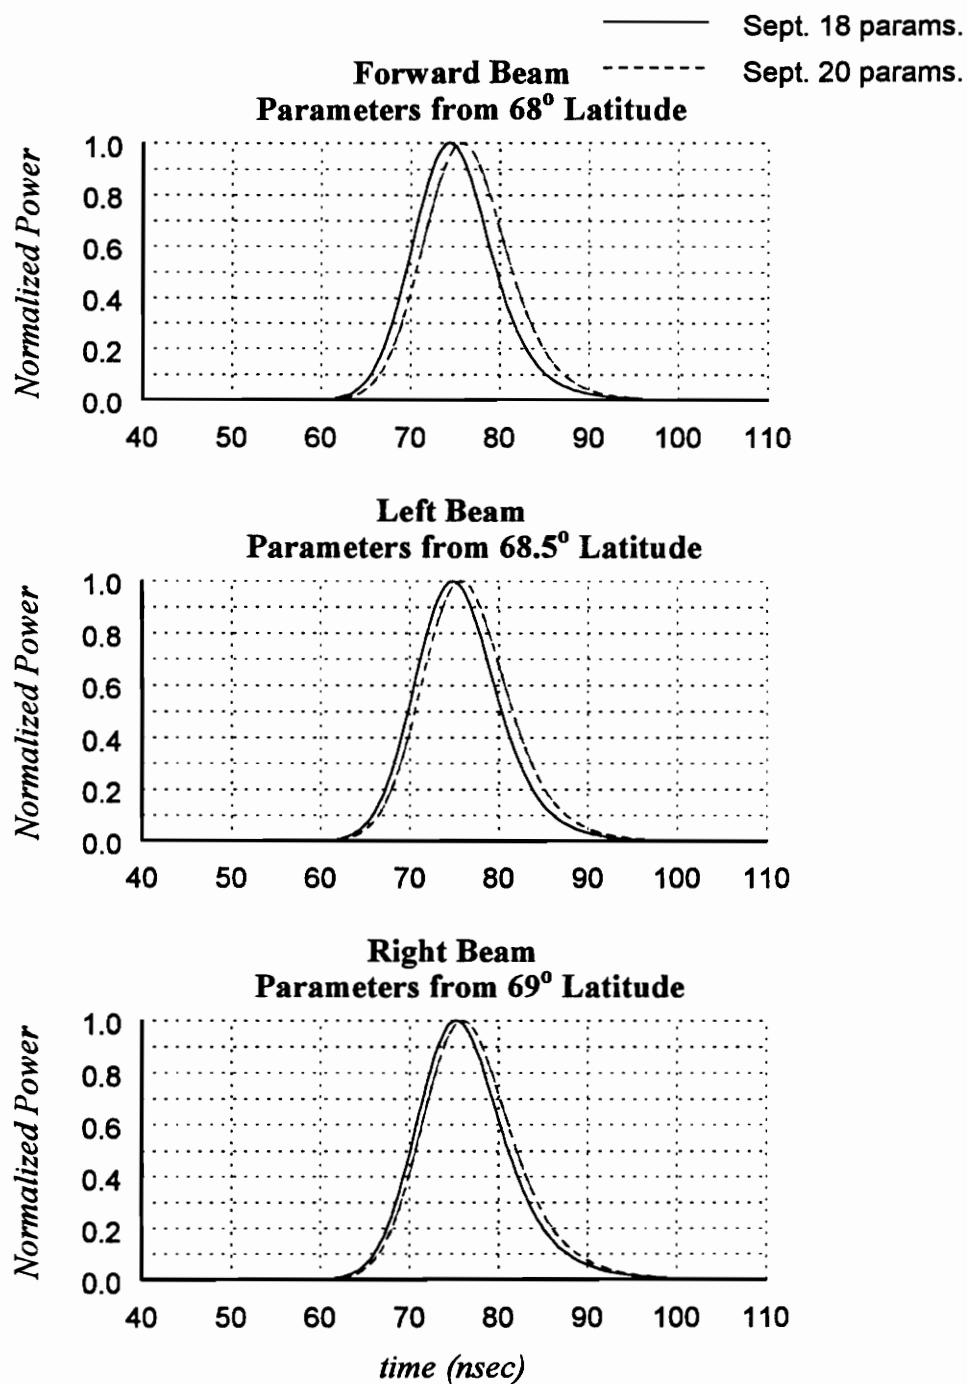 Sept. 18 params.
Sept. 20 params.
Forward Beam
Parameters from 68° Latitude
Normalized Power
1.0
0.8
0.6
0.4
0.2
0.0
40 50 60 70 80 90 100 110
Left Beam
Parameters from 68.5° Latitude
Normalized Power
1.0
0.8
0.6
0.4
0.2
0.0
40 50 60 70 80 90 100 110
Right Beam
Parameters from 69° Latitude
Normalized Power
1.0
0.8
0.6
0.4
0.2
0.0
40 50 60 70 80 90 100 110
time (nsec)